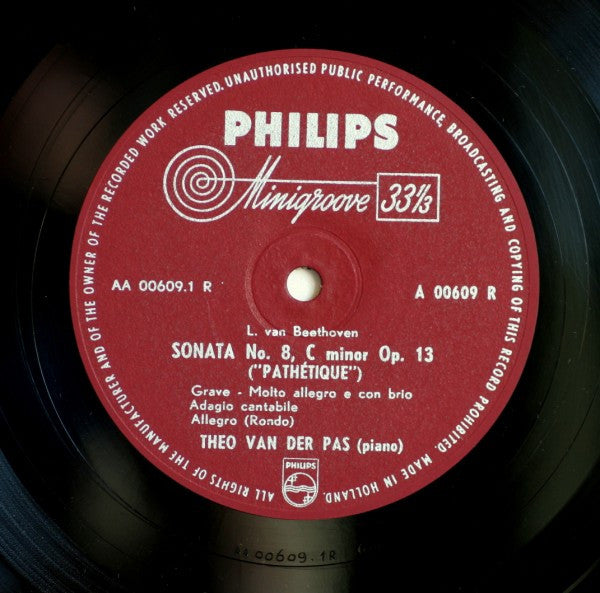 ALL RIGHTS OF THE MANUFACTURER AND OF THE OWNER OF THE RECORDED WORK RESERVED. UNAUTHORISED PUBLIC PERFORMANCE, BROADCASTING AND COPYING OF THIS RECORD PROHIBITED. MADE IN HOLLAND.
PHILIPS
Minigroove 33⅓
AA 00609.1 R
A 00609 R
L. van Beethoven
SONATA No. 8, C minor Op. 13
("PATHÉTIQUE")
Grave - Molto allegro e con brio
Adagio cantabile
Allegro (Rondo)
THEO VAN DER PAS (piano)
PHILIPS
AA 00609.1R